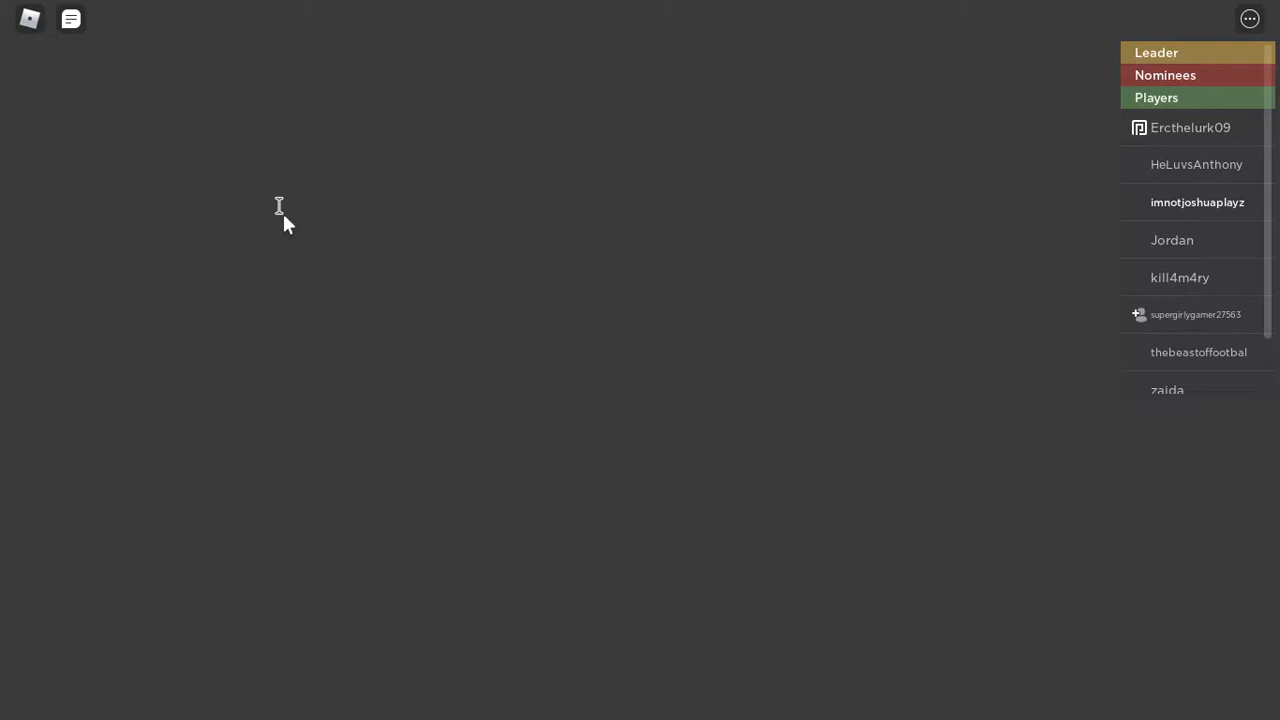 Leader
Nominees
Players
Ercthelurk09
HeLuvsAnthony
imnotjoshuaplayz
Jordan
kill4m4ry
supergirlygamer27563
thebeastoffootbal
zaida